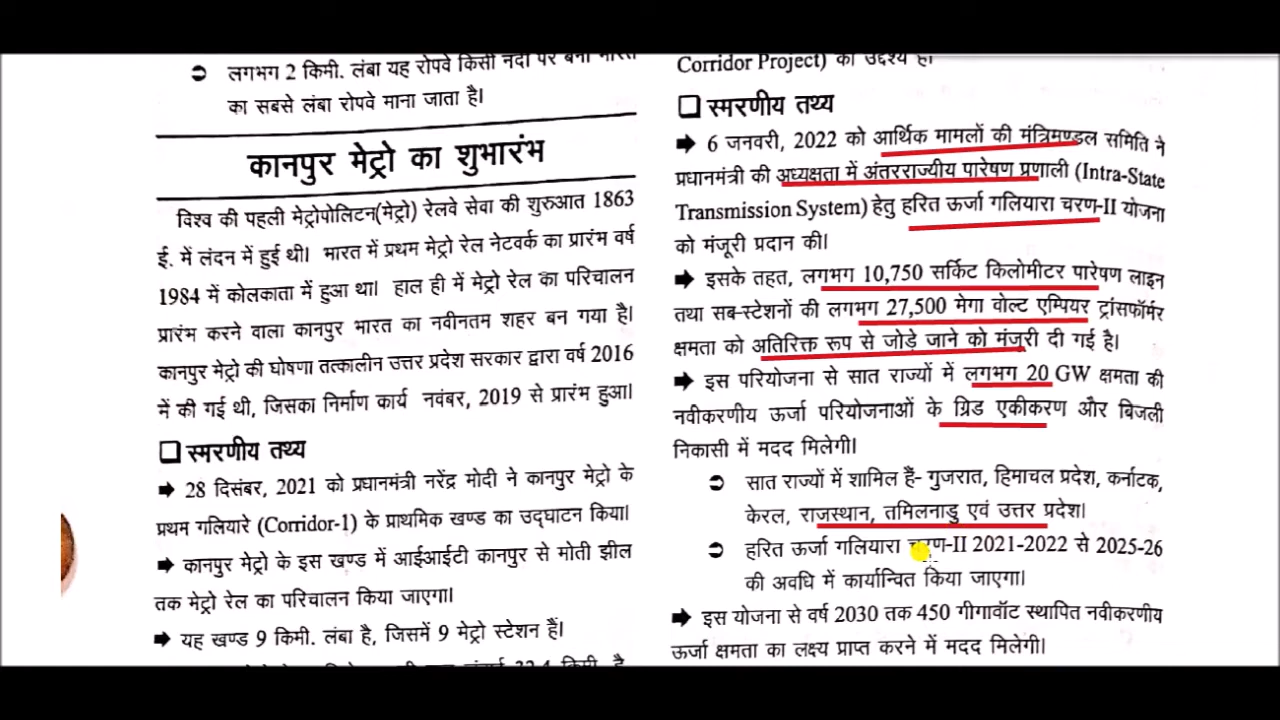 ➲ लगभग 2 किमी. लंबा यह रोपवे किसी नदी पर बना भारत
का सबसे लंबा रोपवे माना जाता है।
कानपुर मेट्रो का शुभारंभ
विश्व की पहली मेट्रोपोलिटन(मेट्रो) रेलवे सेवा की शुरुआत 1863
ई. में लंदन में हुई थी। भारत में प्रथम मेट्रो रेल नेटवर्क का प्रारंभ वर्ष
1984 में कोलकाता में हुआ था। हाल ही में मेट्रो रेल का परिचालन
प्रारंभ करने वाला कानपुर भारत का नवीनतम शहर बन गया है।
कानपुर मेट्रो की घोषणा तत्कालीन उत्तर प्रदेश सरकार द्वारा वर्ष 2016
में की गई थी, जिसका निर्माण कार्य नवंबर, 2019 से प्रारंभ हुआ।
❑ स्मरणीय तथ्य
➡ 28 दिसंबर, 2021 को प्रधानमंत्री नरेंद्र मोदी ने कानपुर मेट्रो के
प्रथम गलियारे (Corridor-1) के प्राथमिक खण्ड का उद्घाटन किया।
➡ कानपुर मेट्रो के इस खण्ड में आईआईटी कानपुर से मोती झील
तक मेट्रो रेल का परिचालन किया जाएगा।
➡ यह खण्ड 9 किमी. लंबा है, जिसमें 9 मेट्रो स्टेशन हैं।
Corridor Project) का उद्देश्य है।
❑ स्मरणीय तथ्य
➡ 6 जनवरी, 2022 को आर्थिक मामलों की मंत्रिमण्डल समिति ने
प्रधानमंत्री की अध्यक्षता में अंतरराज्यीय पारेषण प्रणाली (Intra-State
Transmission System) हेतु हरित ऊर्जा गलियारा चरण-II योजना
को मंजूरी प्रदान की।
➡ इसके तहत, लगभग 10,750 सर्किट किलोमीटर पारेषण लाइन
तथा सब-स्टेशनों की लगभग 27,500 मेगा वोल्ट एम्पियर ट्रांसफॉर्मर
क्षमता को अतिरिक्त रूप से जोड़े जाने को मंजूरी दी गई है।
➡ इस परियोजना से सात राज्यों में लगभग 20 GW क्षमता की
नवीकरणीय ऊर्जा परियोजनाओं के ग्रिड एकीकरण और बिजली
निकासी में मदद मिलेगी।
➲ सात राज्यों में शामिल हैं- गुजरात, हिमाचल प्रदेश, कर्नाटक,
केरल, राजस्थान, तमिलनाडु एवं उत्तर प्रदेश।
➲ हरित ऊर्जा गलियारा चरण-II 2021-2022 से 2025-26
की अवधि में कार्यान्वित किया जाएगा।
➡ इस योजना से वर्ष 2030 तक 450 गीगावॉट स्थापित नवीकरणीय
ऊर्जा क्षमता का लक्ष्य प्राप्त करने में मदद मिलेगी।